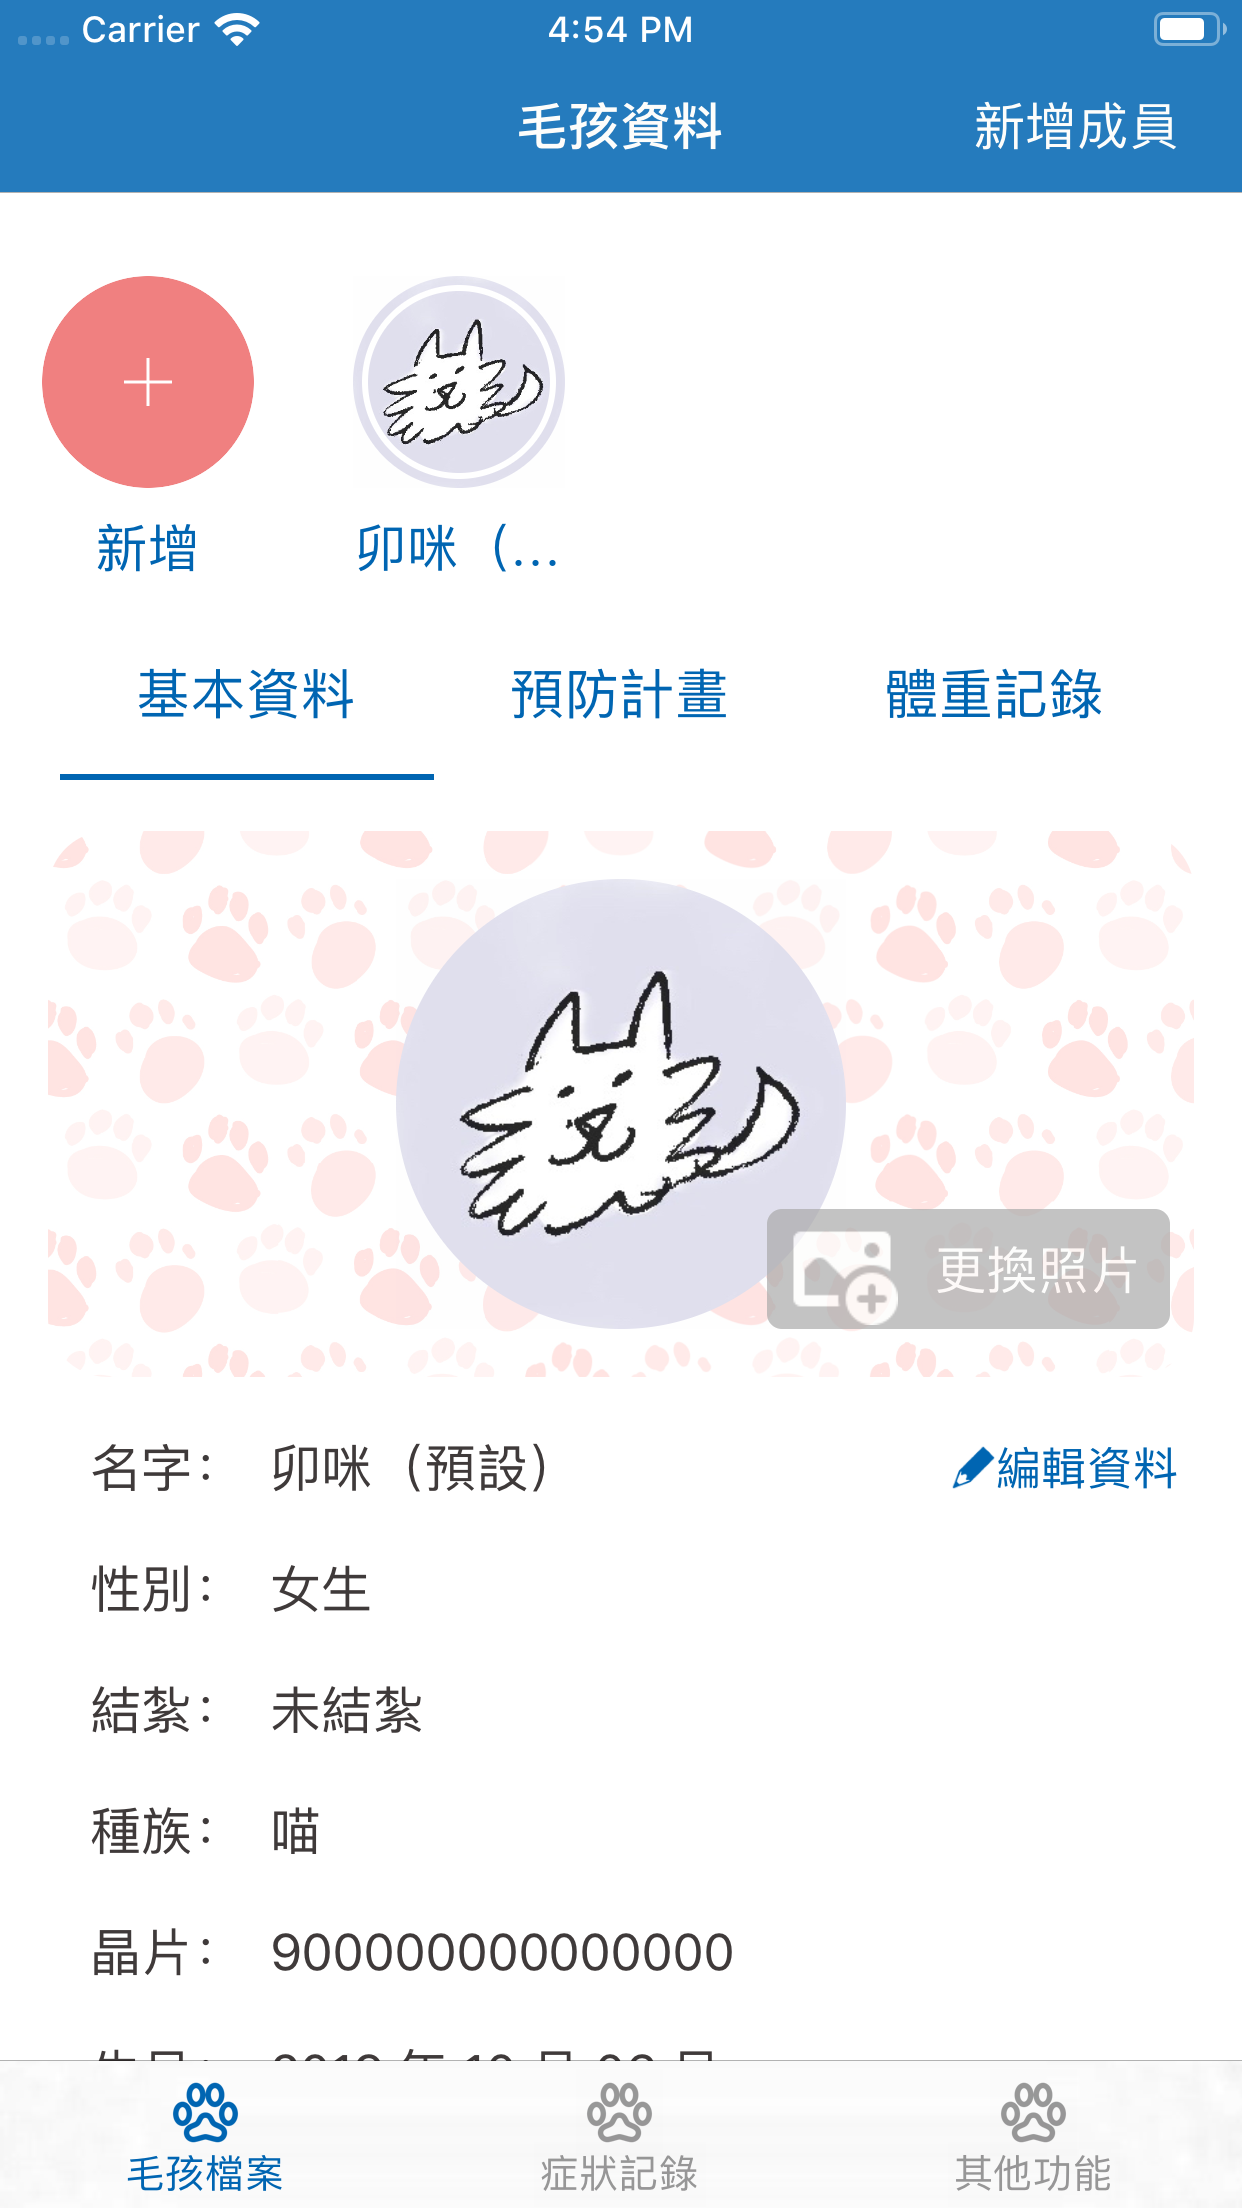 Carrier 4:54 PM
毛孩資料 新增成員
新增 卯咪（...
基本資料 預防計畫 體重記錄
更換照片
名字： 卯咪（預設） 編輯資料
性別： 女生
結紮： 未結紮
種族： 喵
晶片： 900000000000000
毛孩檔案 症狀記錄 其他功能